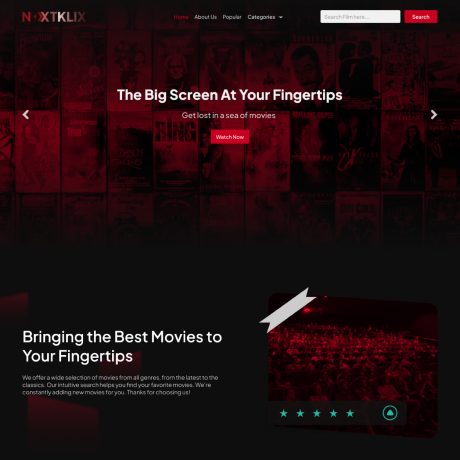 NEXTKLIX
Home About Us Popular Categories
Search Film here... Search
The Big Screen At Your Fingertips
Get lost in a sea of movies
Watch Now
Bringing the Best Movies to
Your Fingertips
We offer a wide selection of movies from all genres, from the latest to the
classics. Our intuitive search helps you find your favorite movies. We're
constantly adding new movies for you. Thanks for choosing us!